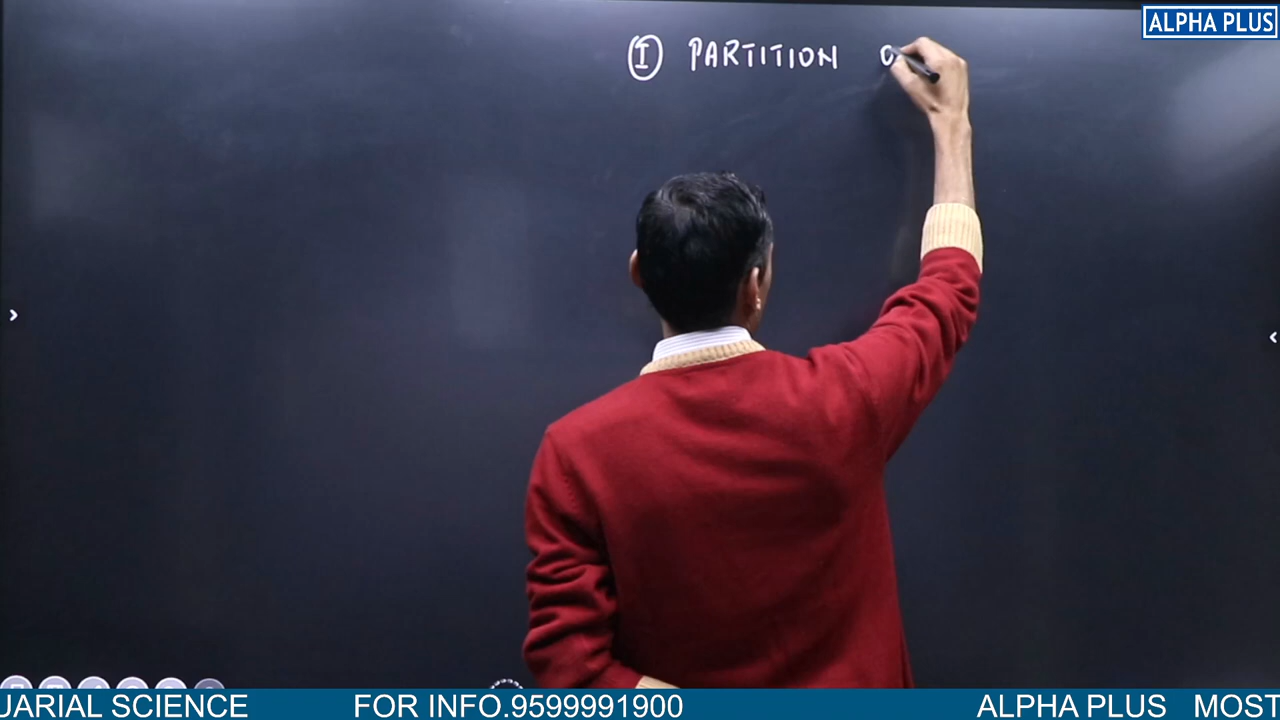 ALPHA PLUS
I PARTITION O
JARIAL SCIENCE FOR INFO.9599991900 ALPHA PLUS MOST